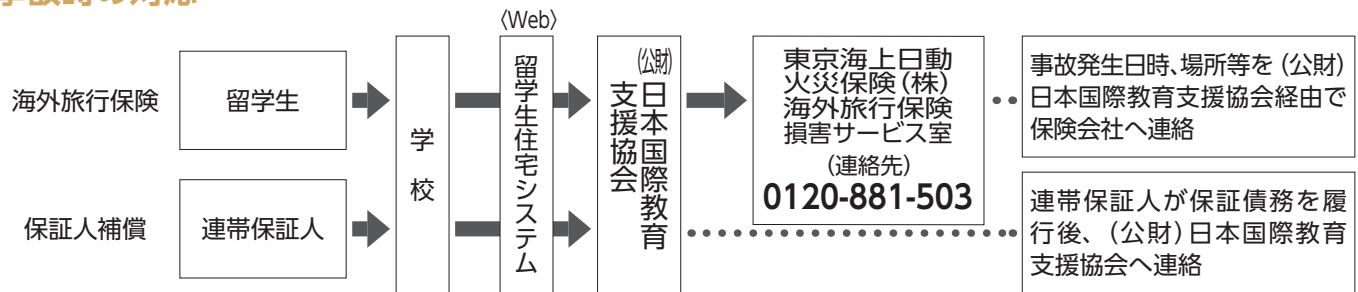 事故時の対応
〈Web〉
海外旅行保険
留学生
保証人補償
連帯保証人
学校
留学生住宅システム
(公財)日本国際教育
支援協会
東京海上日動
火災保険(株)
海外旅行保険
損害サービス室
(連絡先)
0120-881-503
事故発生日時、場所等を(公財)
日本国際教育支援協会経由で
保険会社へ連絡
連帯保証人が保証債務を履
行後、(公財)日本国際教育
支援協会へ連絡